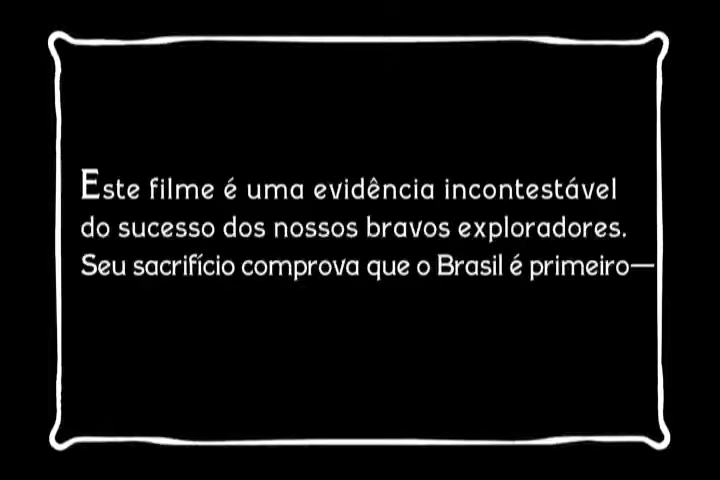 Este filme é uma evidência incontestável
do sucesso dos nossos bravos exploradores.
Seu sacrifício comprova que o Brasil é primeiro—